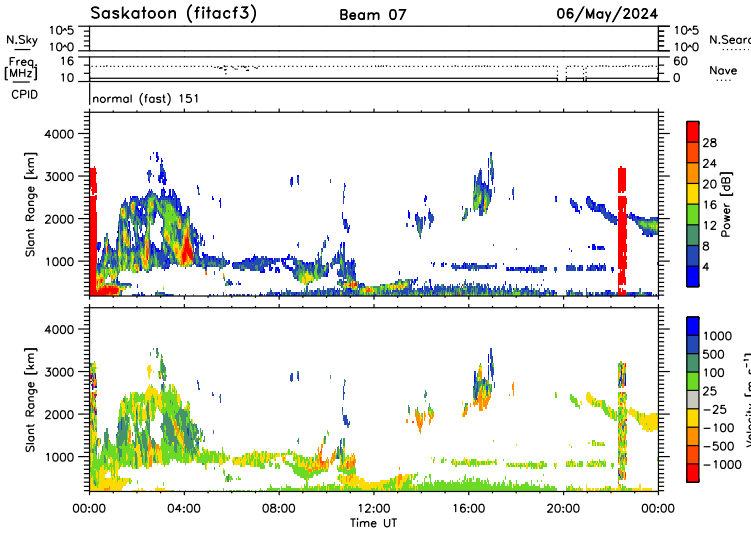 Saskatoon (fitacf3) Beam 07 06/May/2024
N.Sky 10^5 10^0 10^5 10^0 N.Sear
Freq. [MHz] 16 10 60 0 Nave
CPID normal (fast) 151
Slant Range [km] 4000 3000 2000 1000
28 24 20 16 12 8 4 Power [dB]
Slant Range [km] 4000 3000 2000 1000
1000 500 100 25 -25 -100 -500 -1000 Velocity [m s^-1]
00:00 04:00 08:00 12:00 16:00 20:00 00:00
Time UT